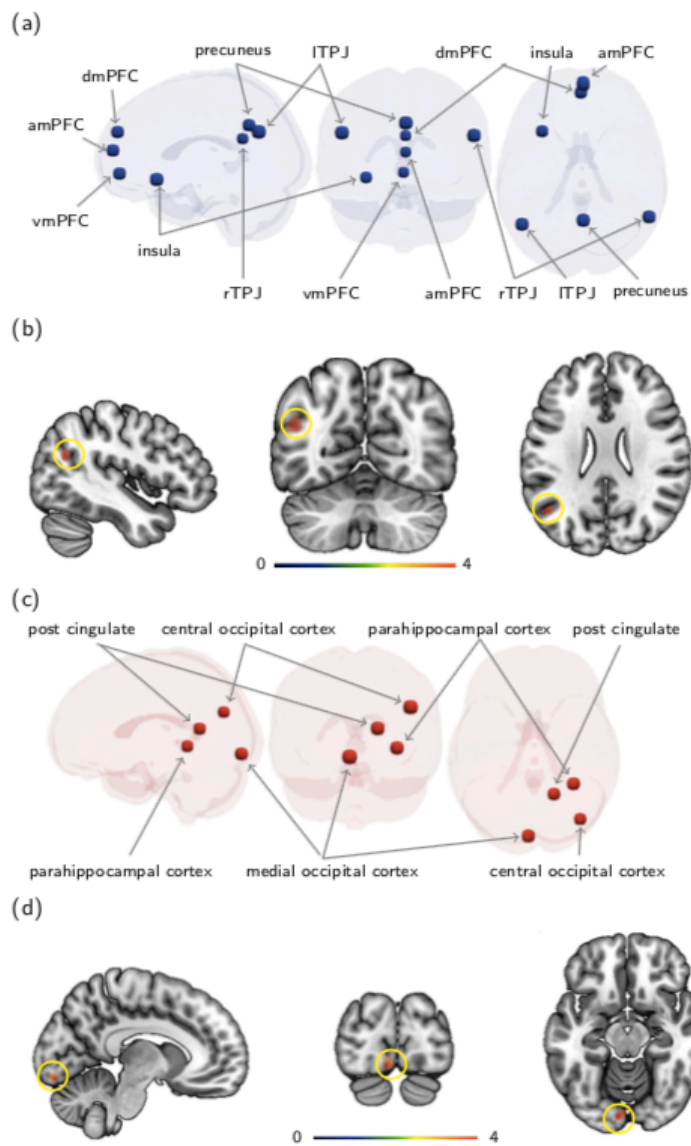 (a)
precuneus lTPJ dmPFC insula amPFC
dmPFC
amPFC
vmPFC
insula
rTPJ vmPFC amPFC rTPJ lTPJ precuneus
(b)
0 4
(c)
post cingulate central occipital cortex parahippocampal cortex post cingulate
parahippocampal cortex medial occipital cortex central occipital cortex
(d)
0 4